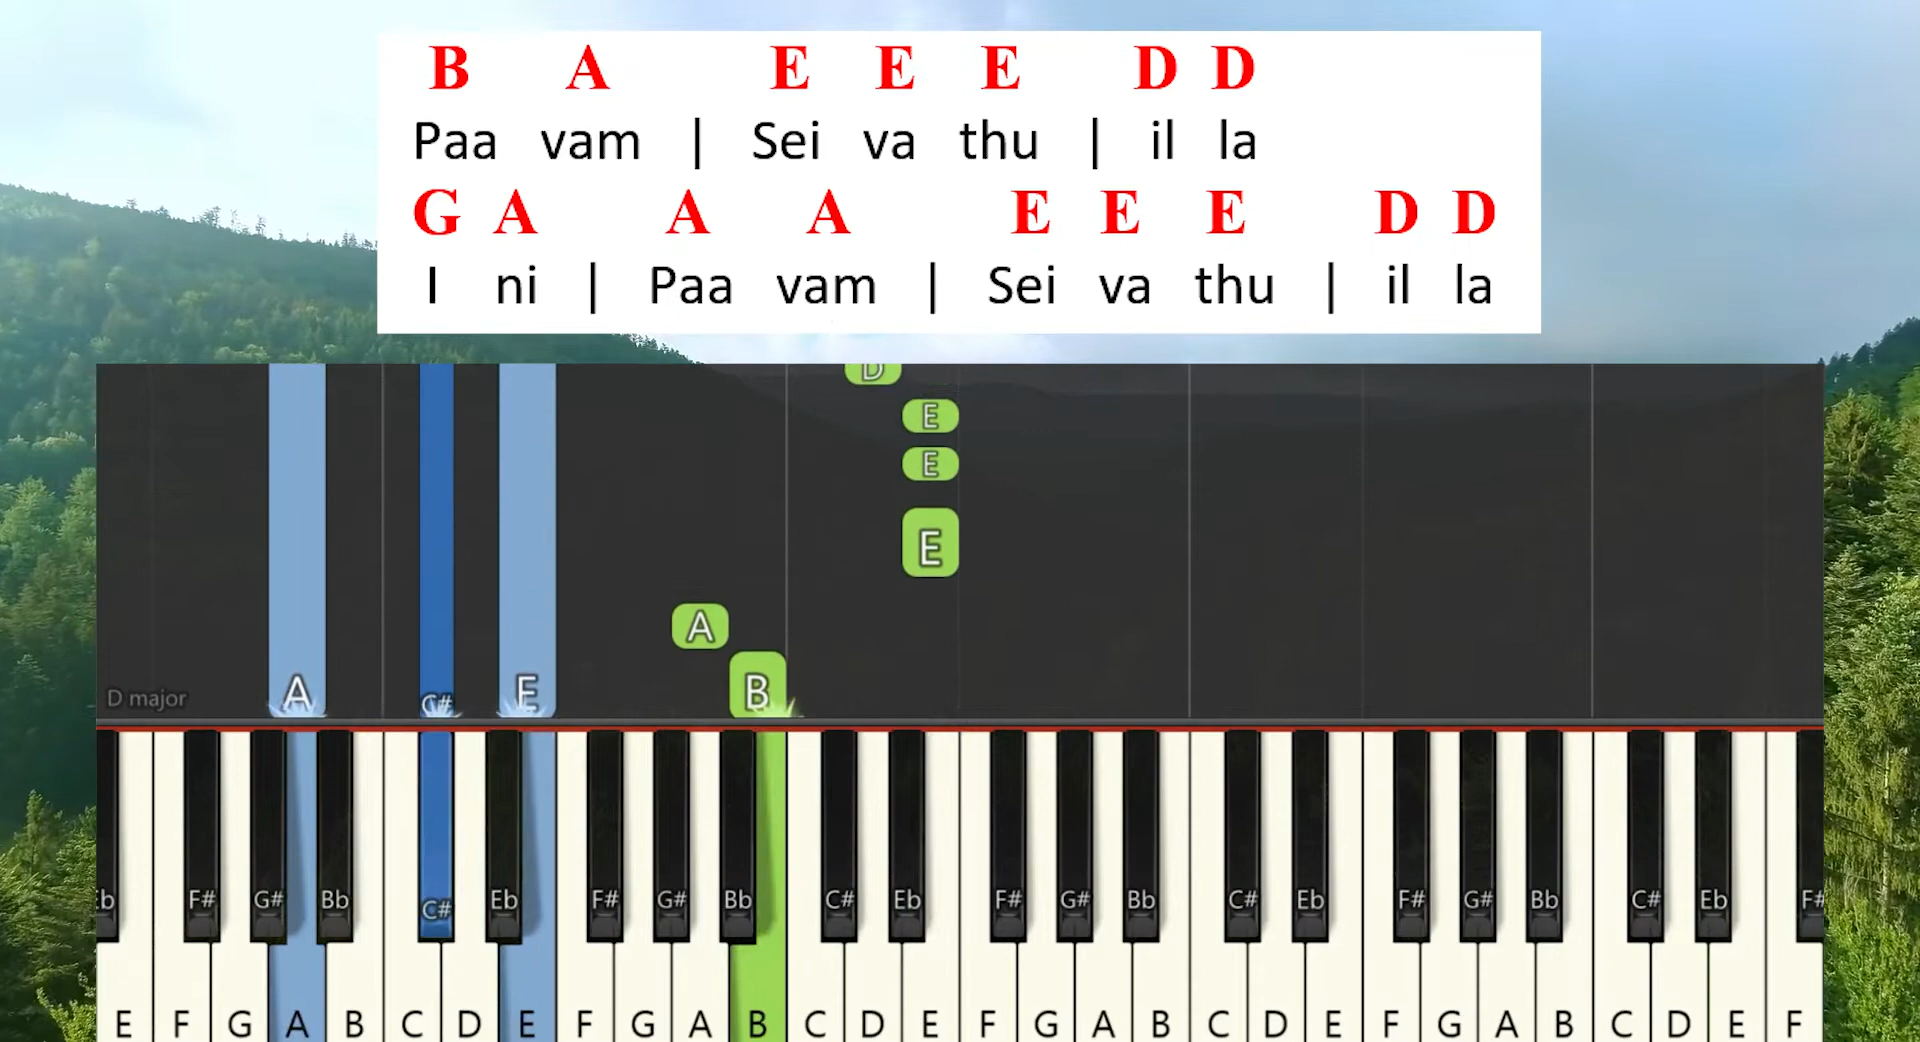 B A E E E D D
Paa vam | Sei va thu | il la
G A A A E E E D D
I ni | Paa vam | Sei va thu | il la
D
E
E
E
A
B
D major A C# E
Eb F# G# Bb C# Eb F# G# Bb C# Eb F# G# Bb C# Eb F# G# Bb C# Eb F#
E F G A B C D E F G A B C D E F G A B C D E F G A B C D E F